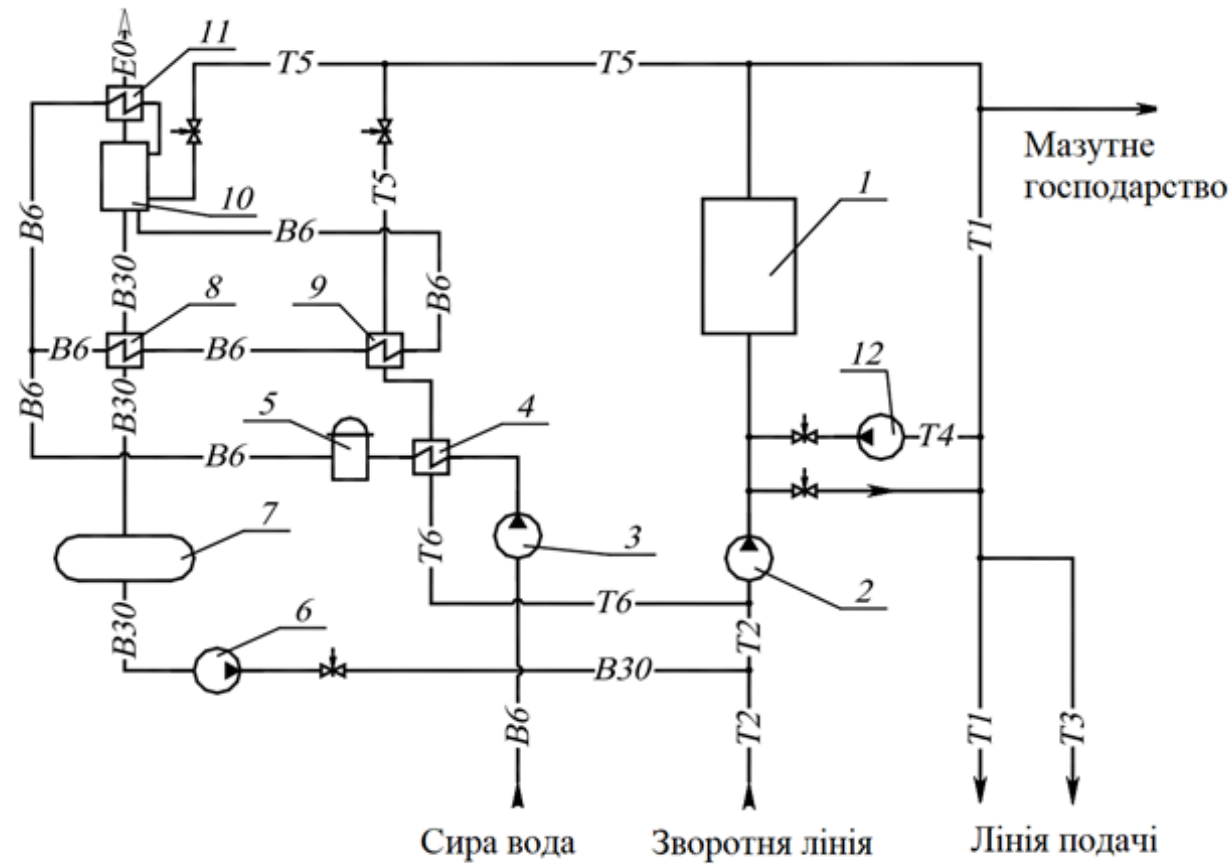 11
E0
T5
T5
Мазутне
господарство
10
1
T5
B6
B6
T1
B30
8
9
B6
12
B6
B6
B6
B30
5
4
T4
B6
7
3
T6
2
6
T6
B30
T2
B30
B6
T2
T1
T3
Сира вода
Зворотня лінія
Лінія подачі